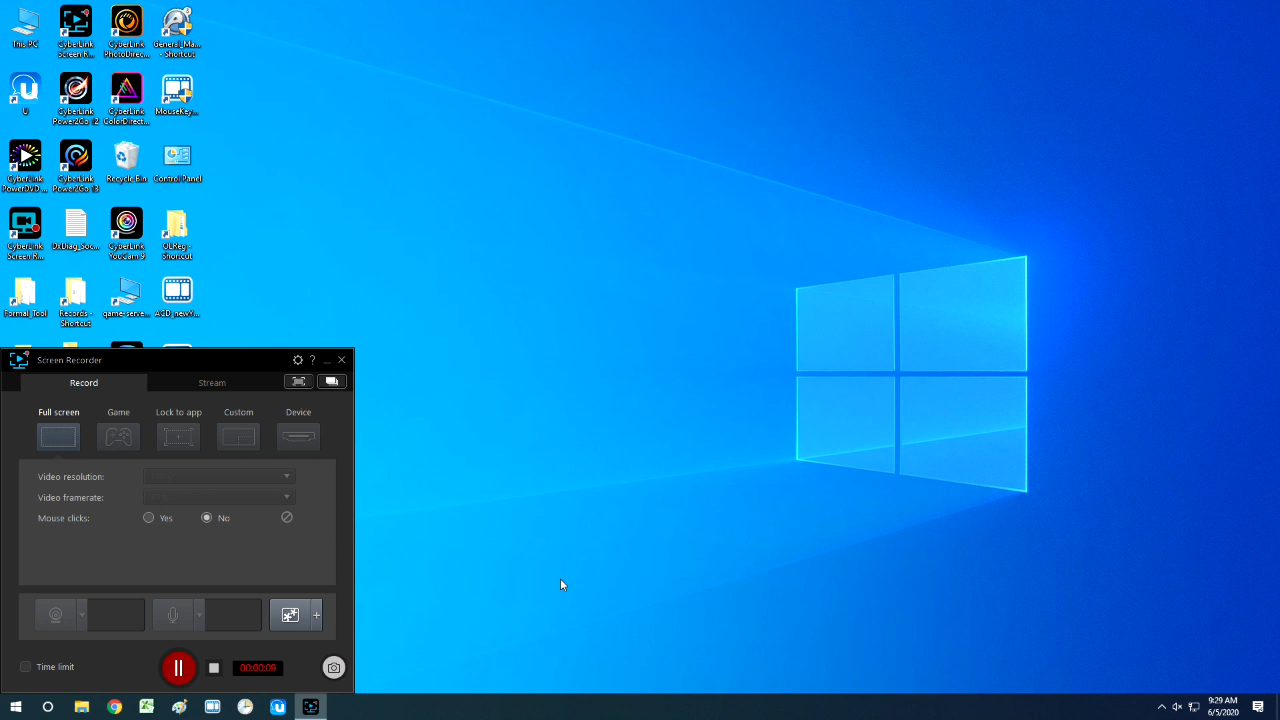 This PC
CyberLink
Screen R...
CyberLink
PhotoDirec...
General_Ma...
- Shortcut
U
CyberLink
Power2Go 12
CyberLink
ColorDirect...
MouseKey...
CyberLink
PowerDVD ...
CyberLink
Power2Go 13
Recycle Bin
Control Panel
CyberLink
Screen R...
DxDiag_Soc...
CyberLink
YouCam 9
OLReg -
Shortcut
Formal_Tool
Records -
Shortcut
game-serve...
Screen Recorder
?
Record
Stream
Full screen
Game
Lock to app
Custom
Device
Video resolution:
Video framerate:
Mouse clicks:
Yes
No
Time limit
00:00:09
9:29 AM
6/5/2020